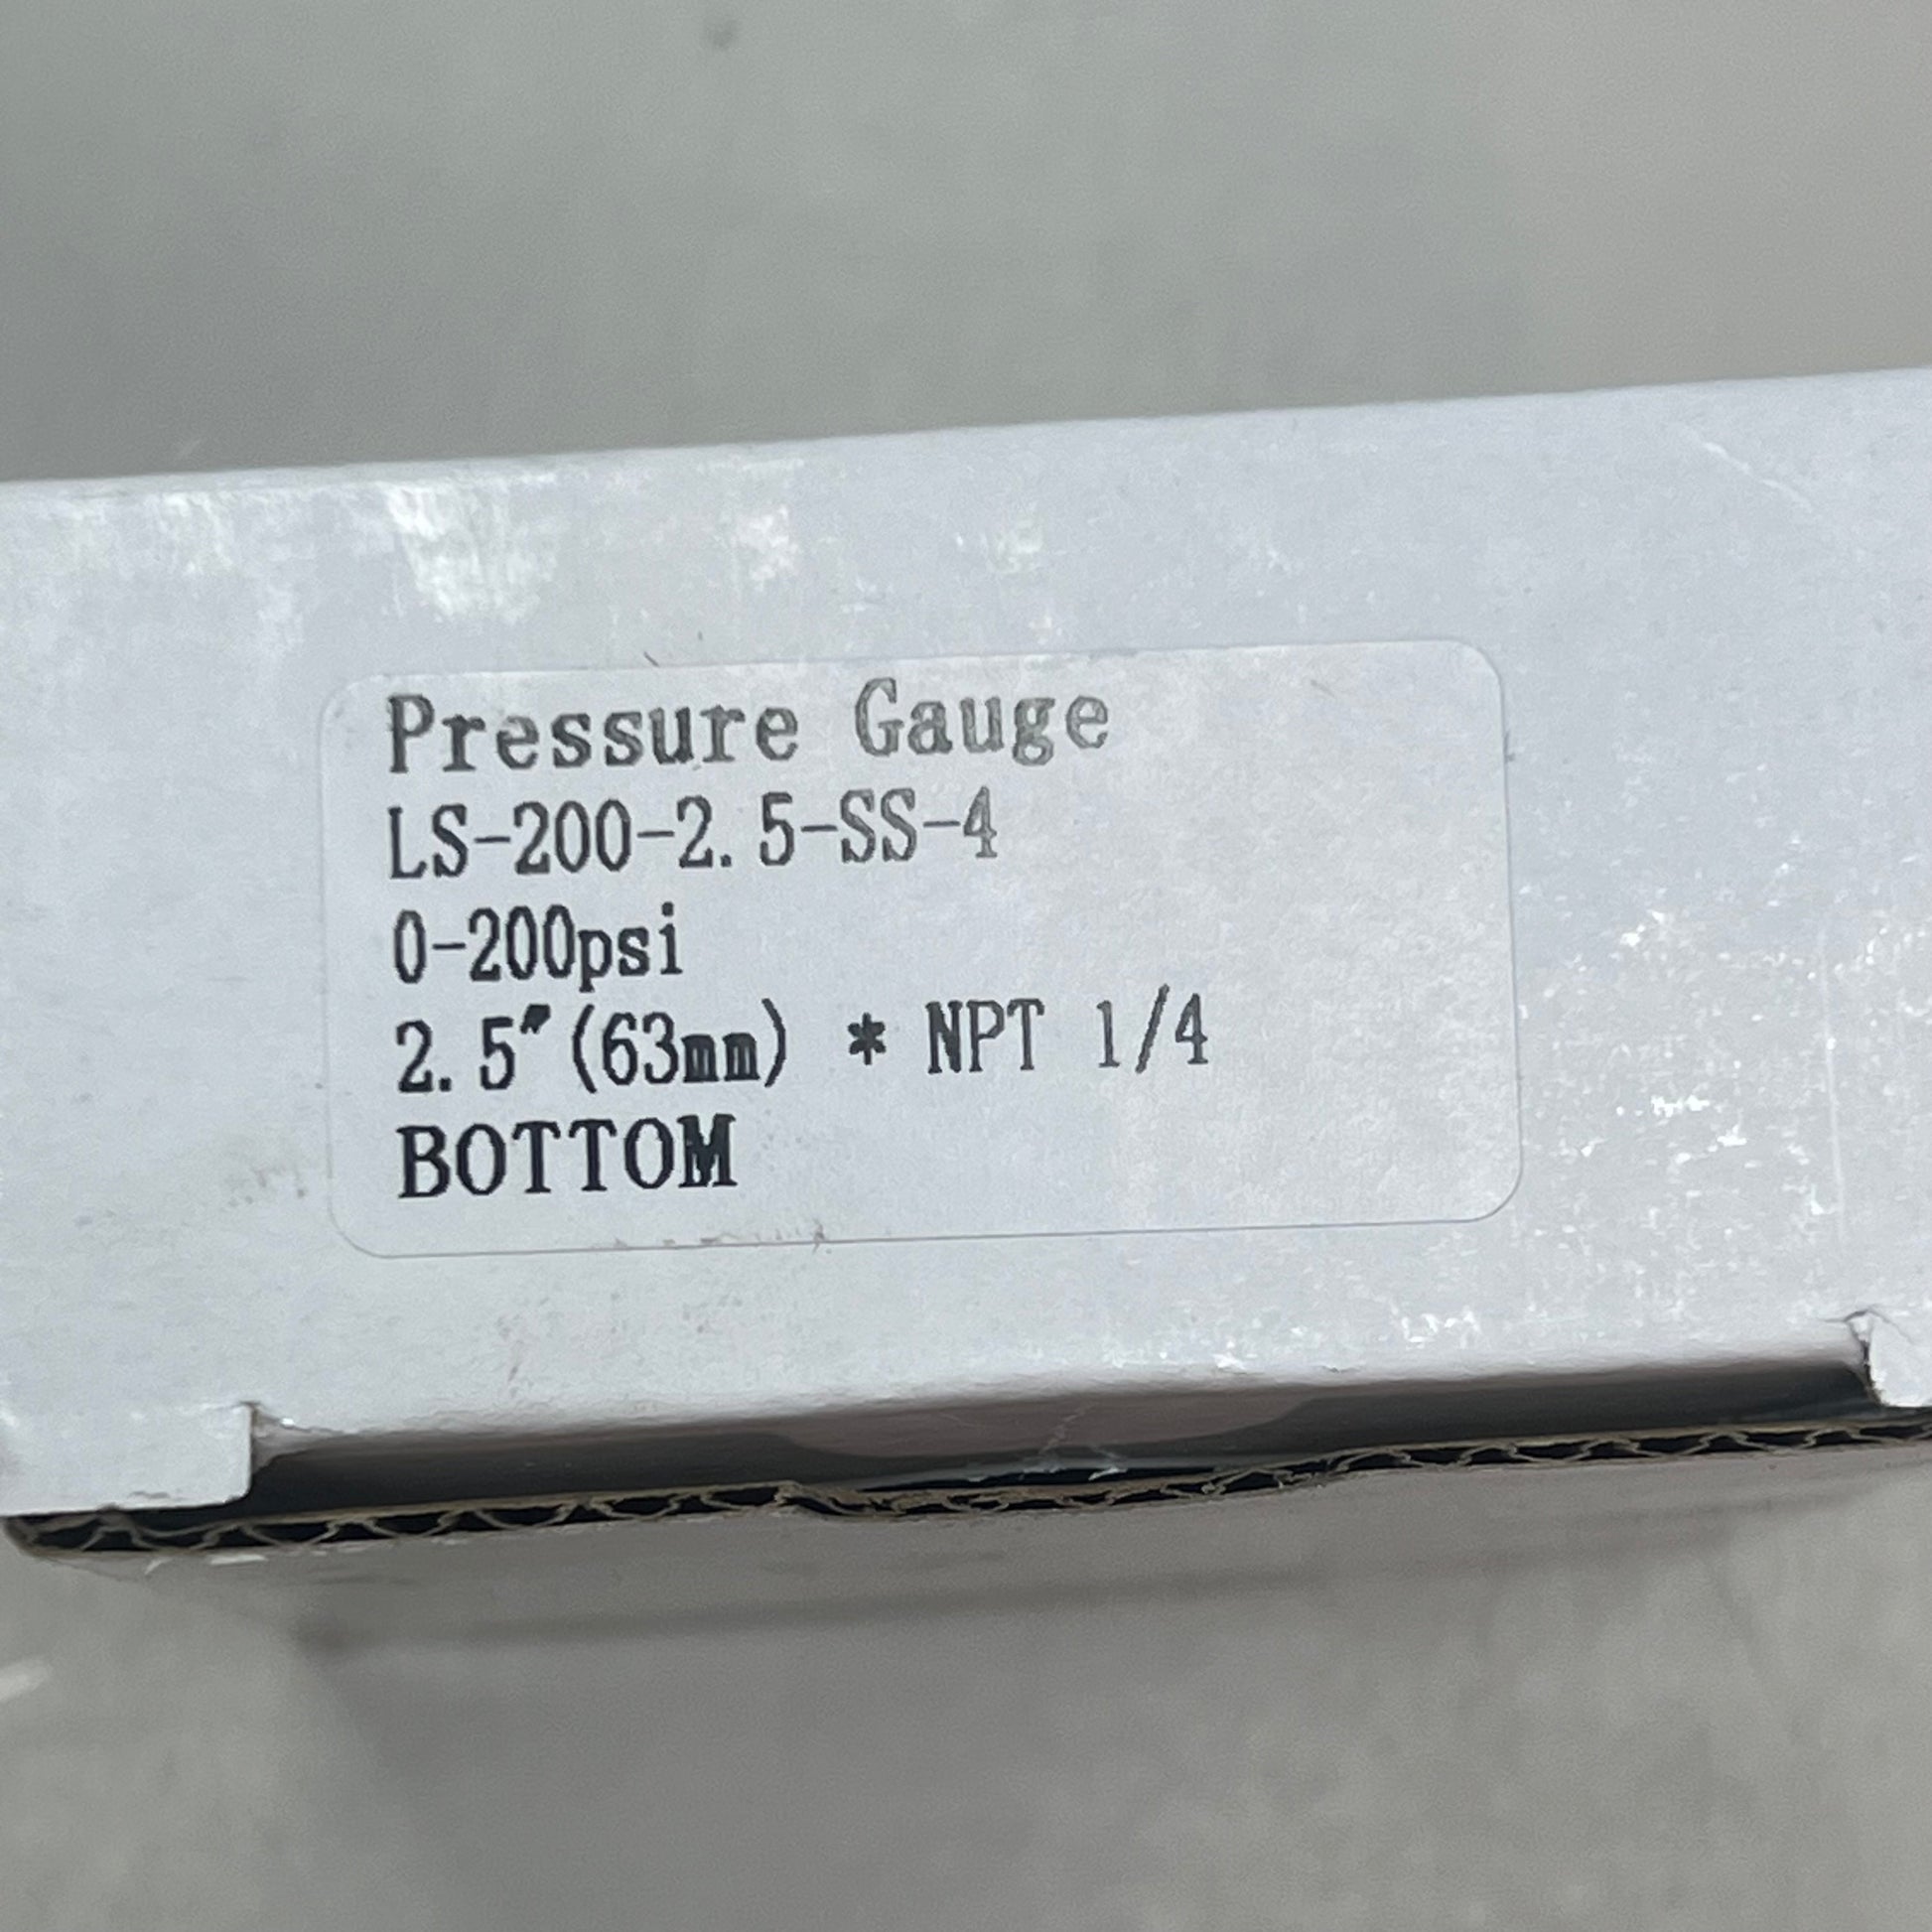 Pressure Gauge
LS-200-2.5-SS-4
0-200psi
2.5"(63mm) * NPT 1/4
BOTTOM